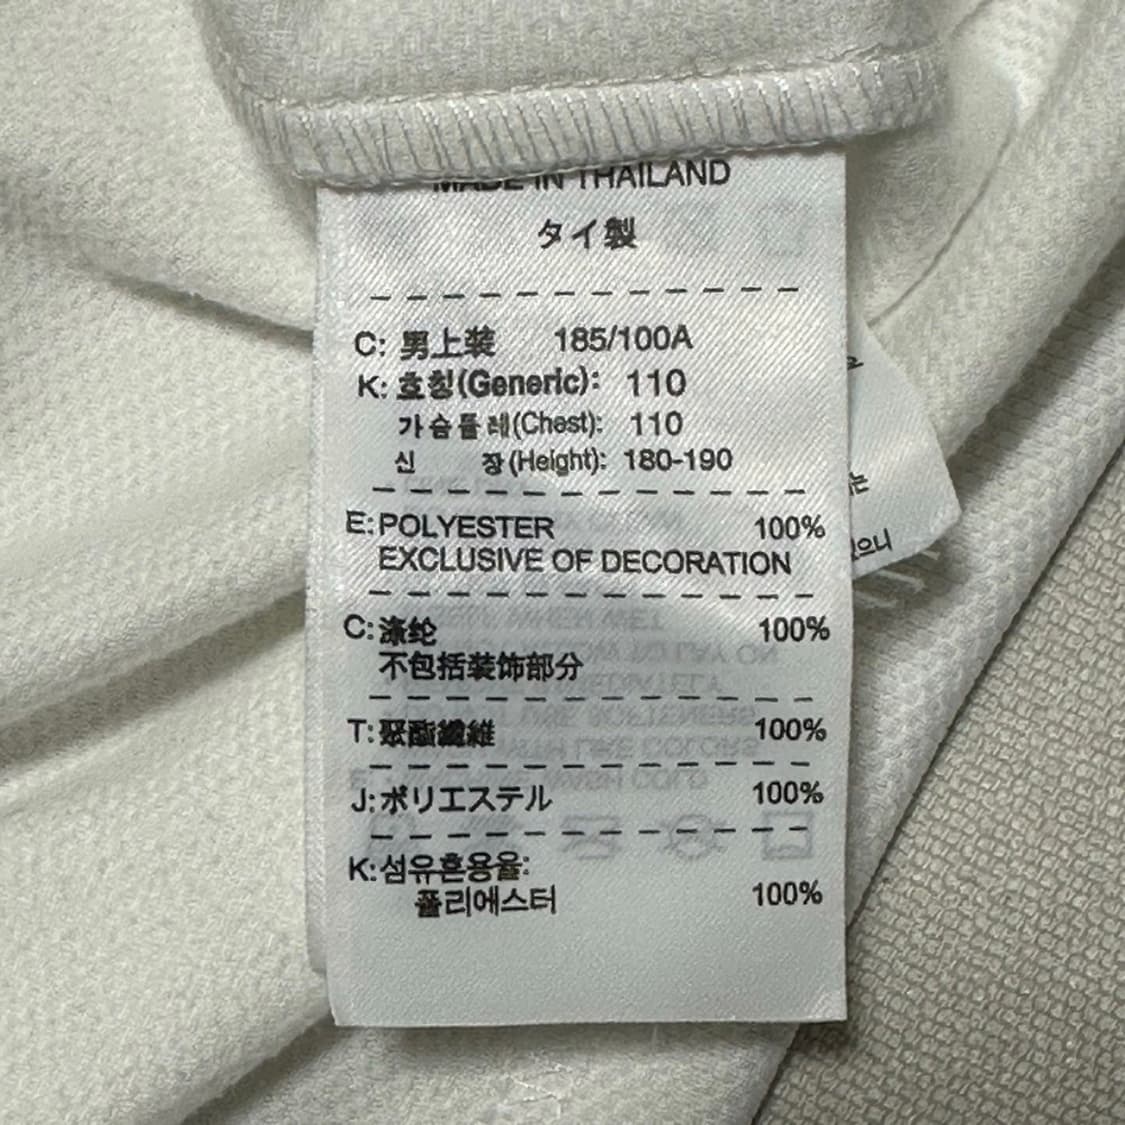 MADE IN THAILAND
タイ製
C: 男上装 185/100A
K: 호칭(Generic): 110
가슴둘레(Chest): 110
신 장(Height): 180-190
E: POLYESTER 100%
EXCLUSIVE OF DECORATION
C: 涤纶 100%
不包括装饰部分
T: 聚酯纖維 100%
J: ポリエステル 100%
K: 섬유혼용율:
폴리에스터 100%